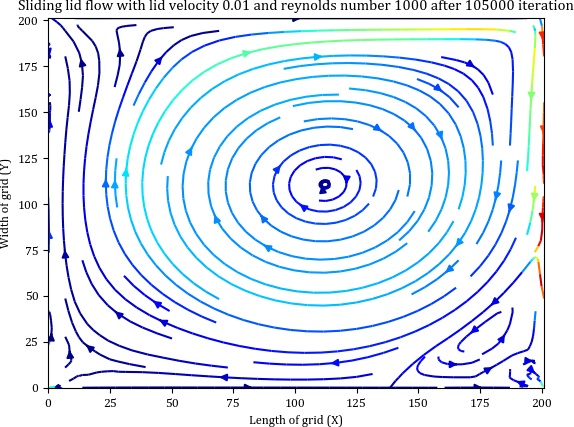 Sliding lid flow with lid velocity 0.01 and reynolds number 1000 after 105000 iteration
200
175
150
125
100
75
50
25
0
Width of grid (Y)
0 25 50 75 100 125 150 175 200
Length of grid (X)